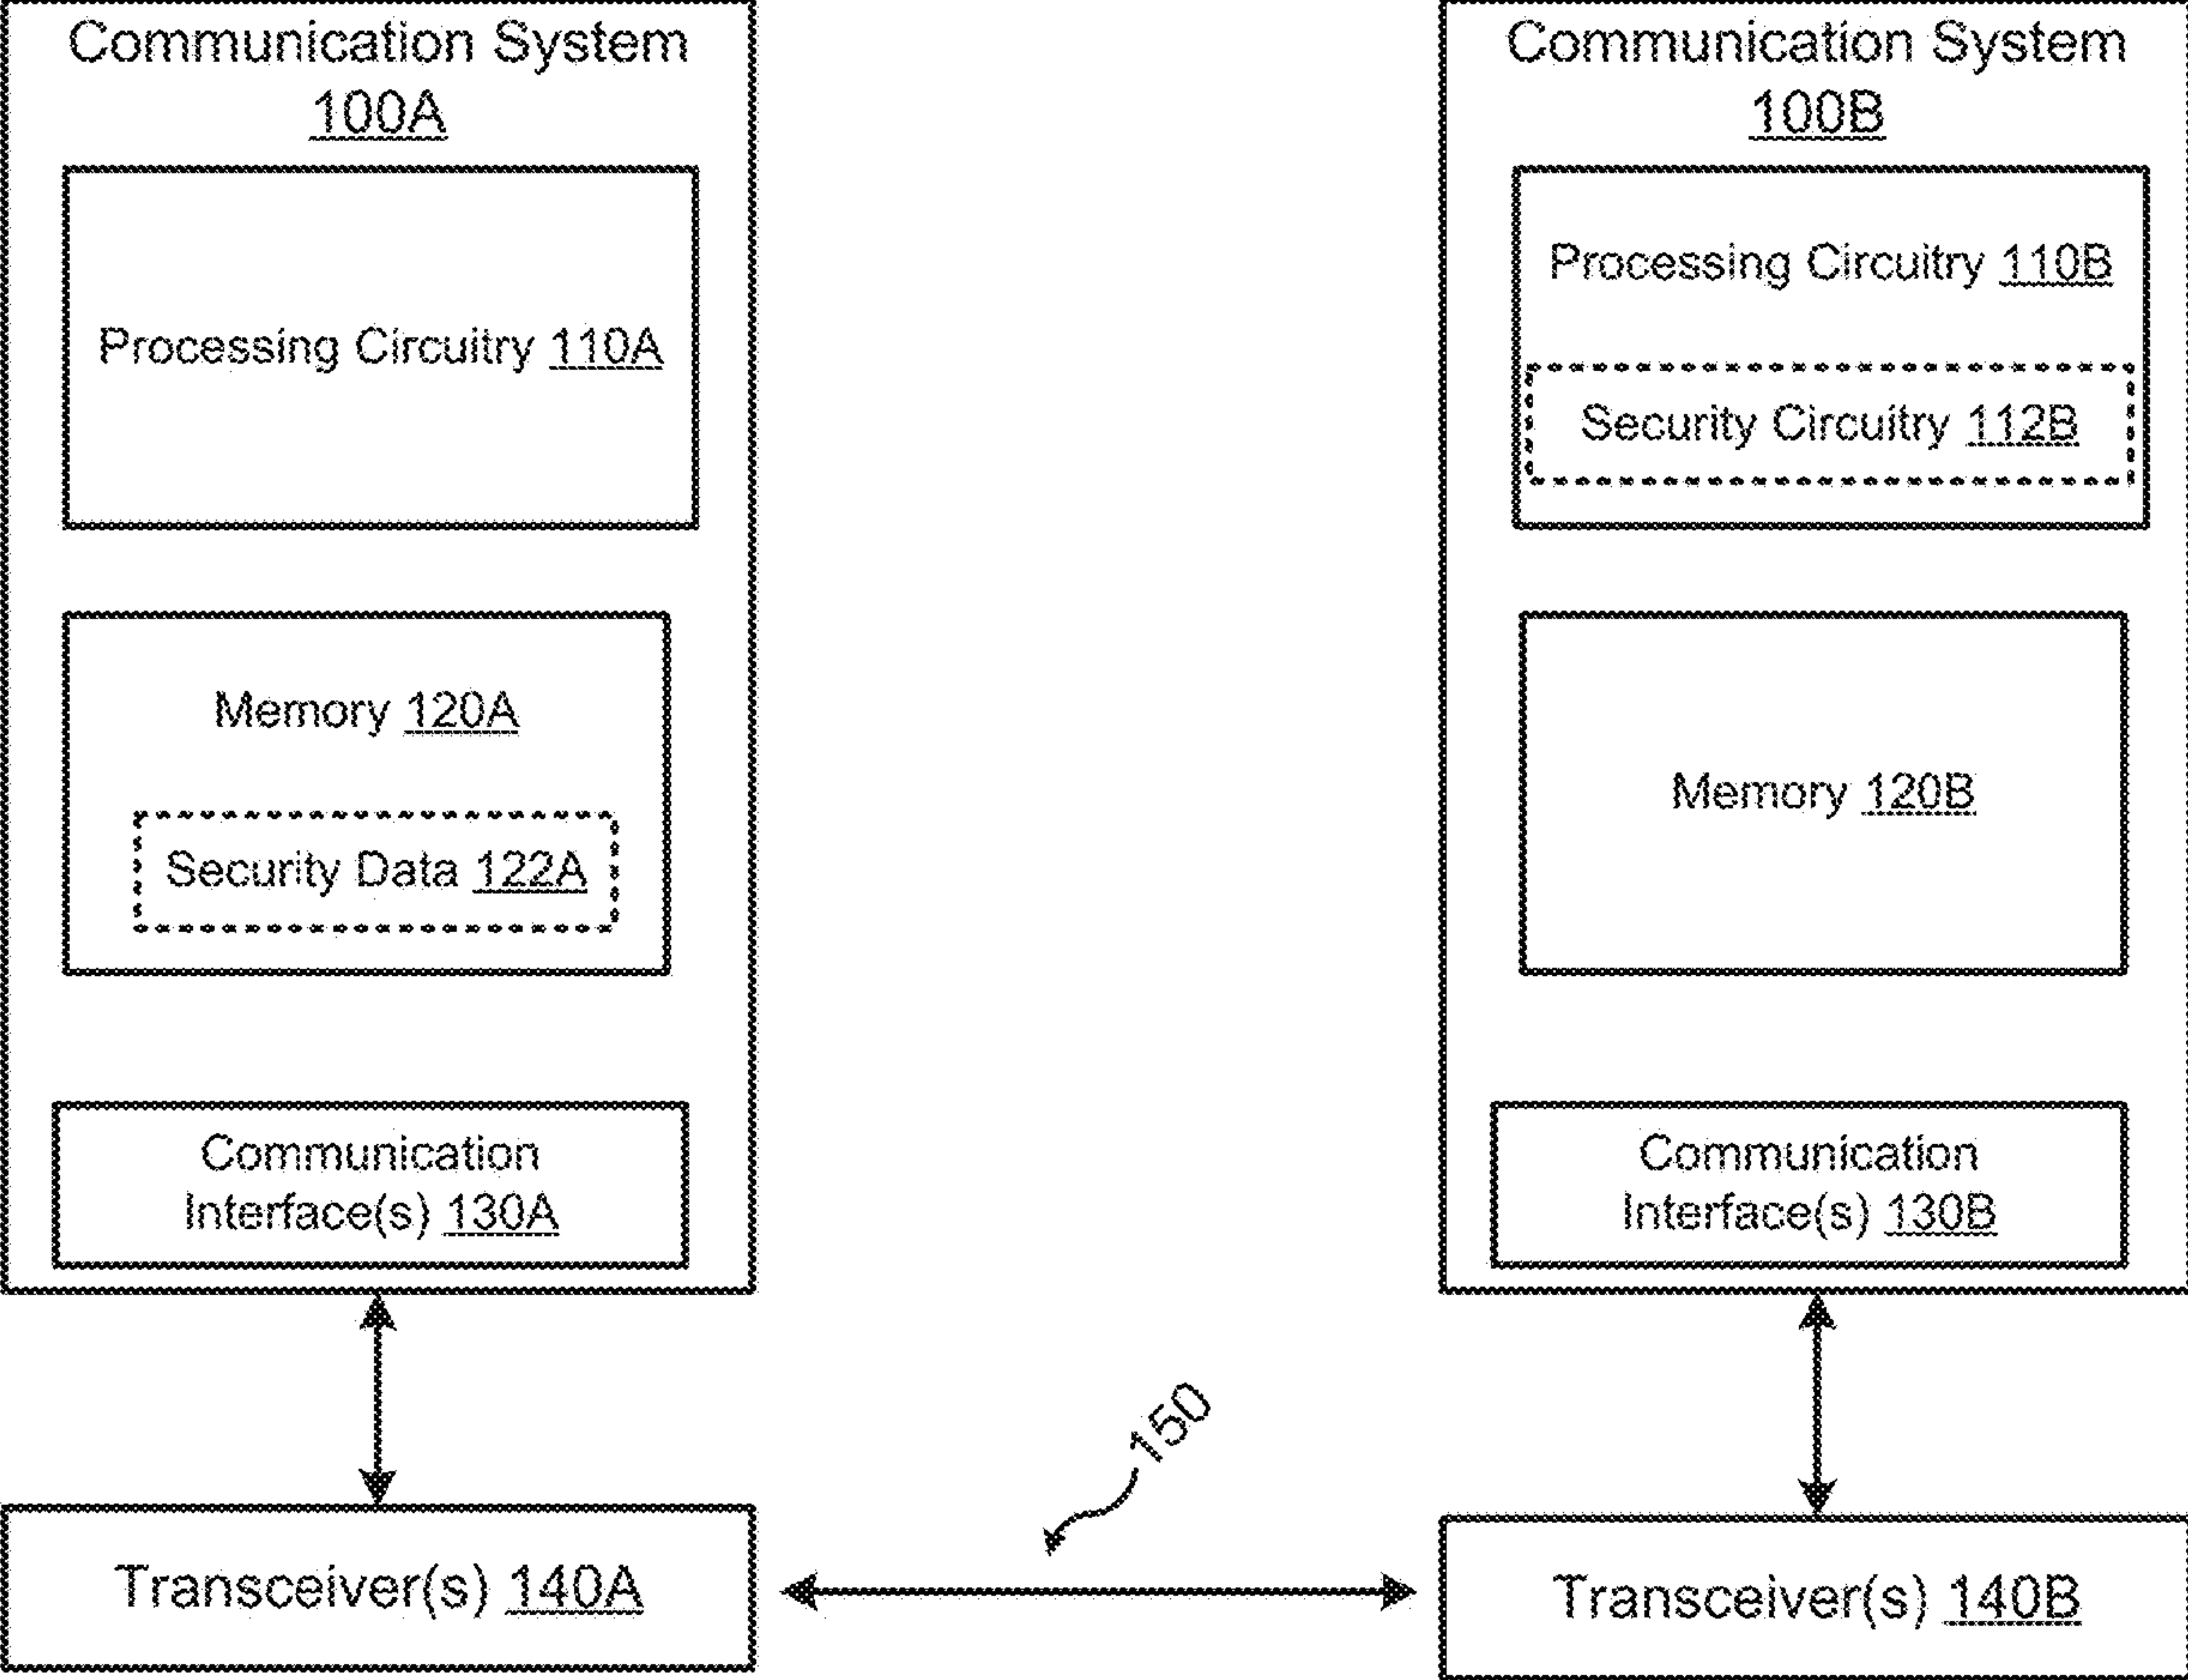 Communication System
100A
Processing Circuitry 110A
Memory 120A
Security Data 122A
Communication
Interface(s) 130A
Transceiver(s) 140A
150
Communication System
100B
Processing Circuitry 110B
Security Circuitry 112B
Memory 120B
Communication
Interface(s) 130B
Transceiver(s) 140B